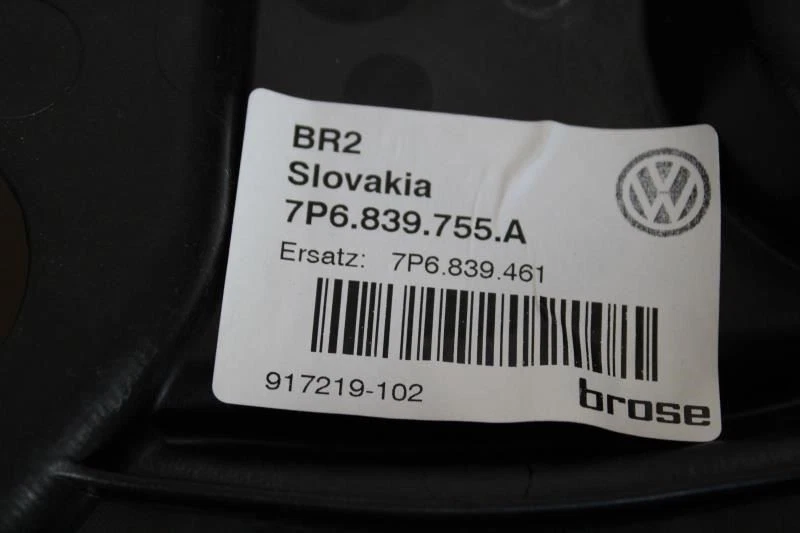 BR2
Slovakia
7P6.839.755.A
Ersatz: 7P6.839.461
917219-102
brose